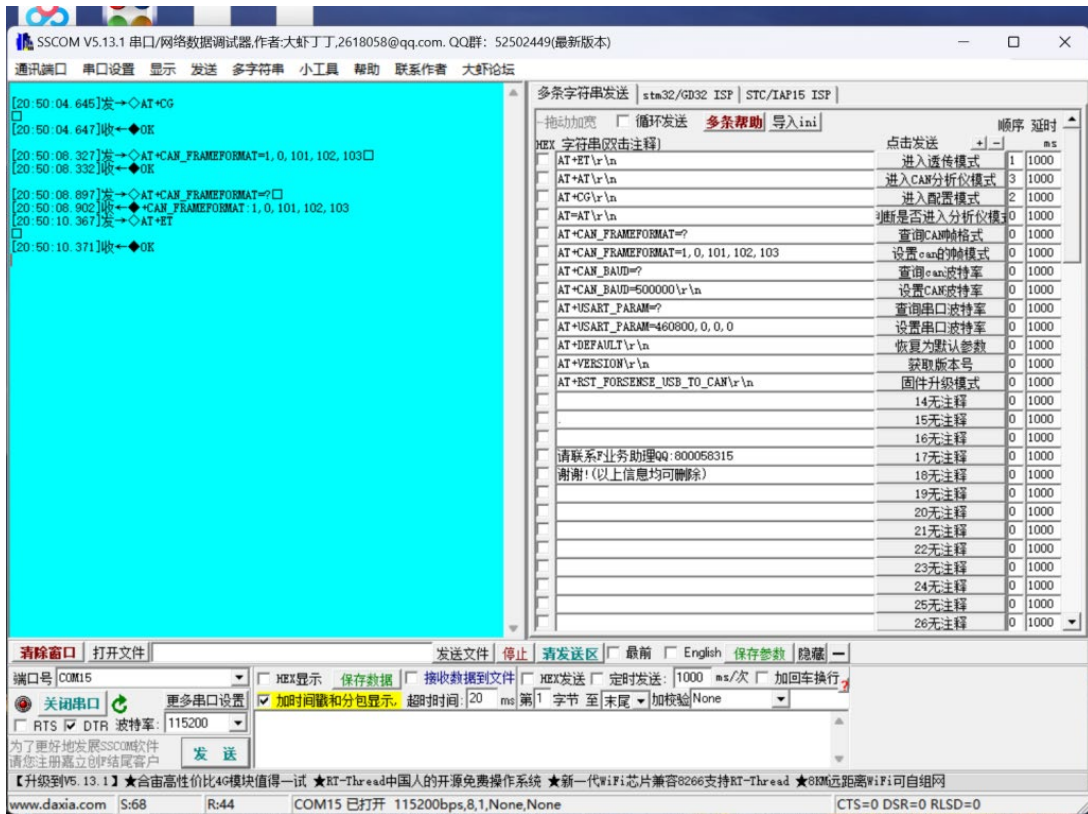 SSCOM V5.13.1 串口/网络数据调试器,作者:大虾丁丁,2618058@qq.com. QQ群: 52502449(最新版本)
通讯端口 串口设置 显示 发送 多字符串 小工具 帮助 联系作者 大虾论坛
[20:50:04.645]发→◇AT+CG
□
[20:50:04.647]收←◆OK
[20:50:08.327]发→◇AT+CAN_FRAMEFORMAT=1,0,101,102,103□
[20:50:08.332]收←◆OK
[20:50:08.897]发→◇AT+CAN_FRAMEFORMAT=?□
[20:50:08.902]收←◆+CAN_FRAMEFORMAT:1,0,101,102,103
[20:50:10.367]发→◇AT+ET
□
[20:50:10.371]收←◆OK
多条字符串发送 stm32/GD32 ISP STC/IAP15 ISP
拖动加宽 循环发送 多条帮助 导入ini 顺序 延时
HEX 字符串(双击注释) 点击发送 + - ms
AT+ET\r\n 进入透传模式 1 1000
AT+AT\r\n 进入CAN分析仪模式 3 1000
AT+CG\r\n 进入配置模式 2 1000
AT=AT\r\n 判断是否进入分析仪模式 0 1000
AT+CAN_FRAMEFORMAT=? 查询CAN帧格式 0 1000
AT+CAN_FRAMEFORMAT=1,0,101,102,103 设置can的帧模式 0 1000
AT+CAN_BAUD=? 查询can波特率 0 1000
AT+CAN_BAUD=500000\r\n 设置CAN波特率 0 1000
AT+USART_PARAM=? 查询串口波特率 0 1000
AT+USART_PARAM=460800,0,0,0 设置串口波特率 0 1000
AT+DEFAULT\r\n 恢复为默认参数 0 1000
AT+VERSION\r\n 获取版本号 0 1000
AT+RST_FORSENSE_USB_TO_CAN\r\n 固件升级模式 0 1000
14无注释 0 1000
. 15无注释 0 1000
16无注释 0 1000
请联系F业务助理QQ:800058315 17无注释 0 1000
谢谢!(以上信息均可删除) 18无注释 0 1000
19无注释 0 1000
20无注释 0 1000
21无注释 0 1000
22无注释 0 1000
23无注释 0 1000
24无注释 0 1000
25无注释 0 1000
26无注释 0 1000
清除窗口 打开文件 发送文件 停止 清发送区 最前 English 保存参数 隐藏 —
端口号 COM15 HEX显示 保存数据 接收数据到文件 HEX发送 定时发送: 1000 ms/次 加回车换行 ?
关闭串口 更多串口设置 加时间戳和分包显示, 超时时间: 20 ms 第 1 字节 至 末尾 加校验 None
RTS DTR 波特率: 115200
为了更好地发展SSCOM软件
请您注册嘉立创F结尾客户
发 送
【升级到V5.13.1】★合宙高性价比4G模块值得一试 ★RT-Thread中国人的开源免费操作系统 ★新一代WiFi芯片兼容8266支持RT-Thread ★8KM远距离WiFi可自组网
www.daxia.com S:68 R:44 COM15 已打开 115200bps,8,1,None,None CTS=0 DSR=0 RLSD=0